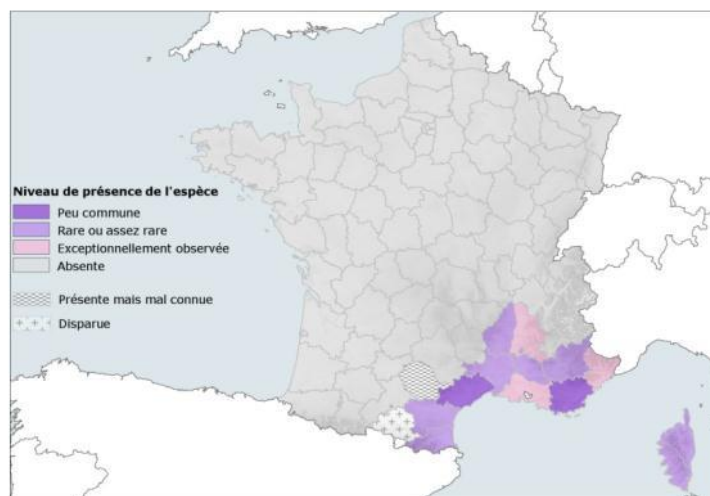 Niveau de présence de l'espèce
Peu commune
Rare ou assez rare
Exceptionnellement observée
Absente
Présente mais mal connue
Disparue